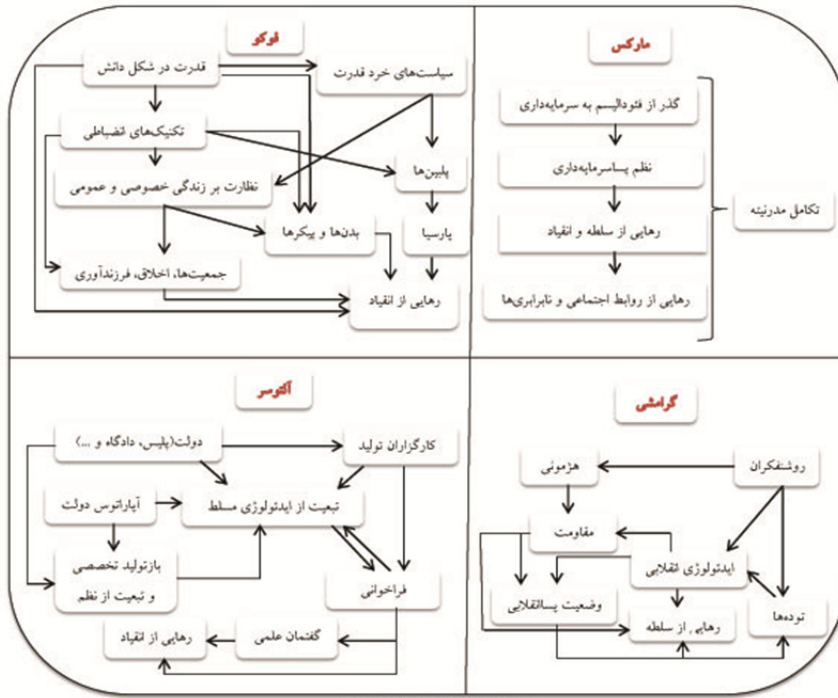 مارکس
گذر از فئودالیسم به سرمایه‌داری
نظم پساسرمایه‌داری
رهایی از سلطه و انقیاد
رهایی از روابط اجتماعی و نابرابری‌ها
تکامل مدرنیته
فوکو
قدرت در شکل دانش
سیاست‌های خرد قدرت
تکنیک‌های انضباطی
پلبین‌ها
نظارت بر زندگی خصوصی و عمومی
بدن‌ها و پیکرها
پارسیا
جمعیت‌ها، اخلاق، فرزندآوری
رهایی از انقیاد
گرامشی
روشنفکران
هژمونی
مقاومت
ایدئولوژی انقلابی
وضعیت پساانقلابی
توده‌ها
رهایی از سلطه
آلتوسر
دولت(پلیس، دادگاه و ...)
کارگزاران تولید
آپاراتوس دولت
تبعیت از ایدئولوژی مسلط
بازتولید تخصصی
و تبعیت از نظم
فراخوانی
گفتمان علمی
رهایی از انقیاد